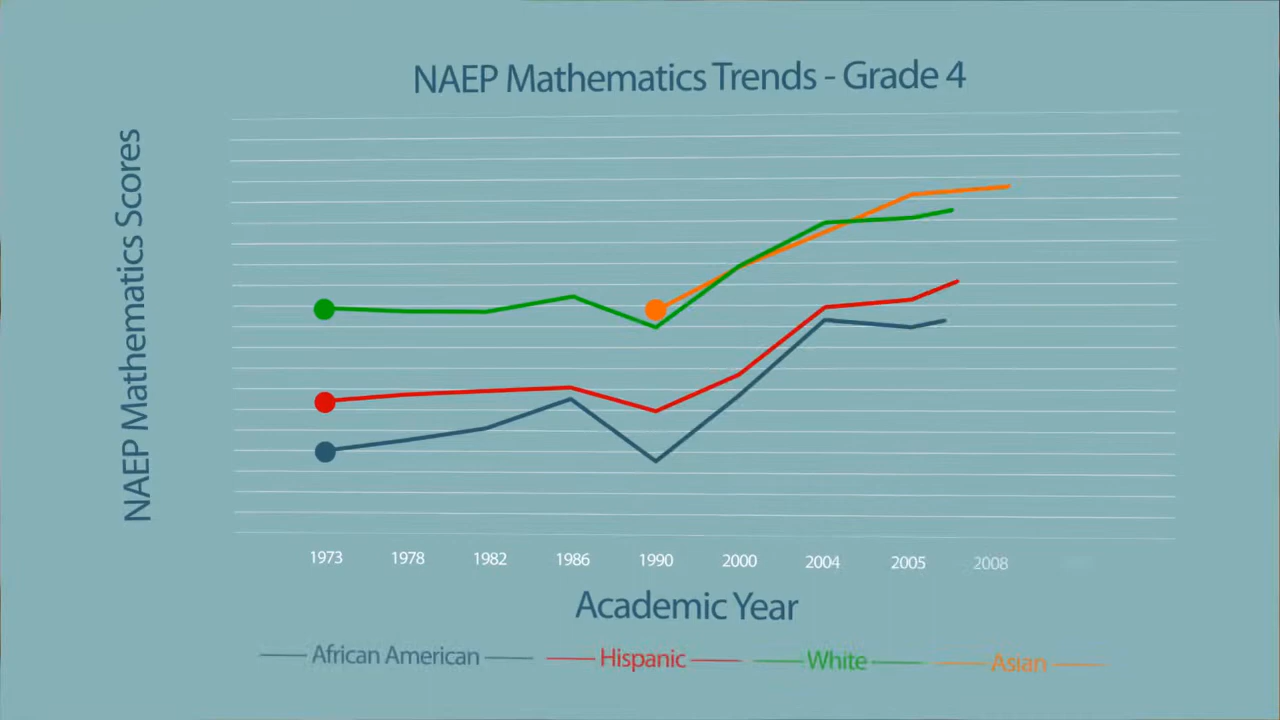 NAEP Mathematics Trends - Grade 4
NAEP Mathematics Scores
1973 1978 1982 1986 1990 2000 2004 2005 2008
Academic Year
African American Hispanic White Asian